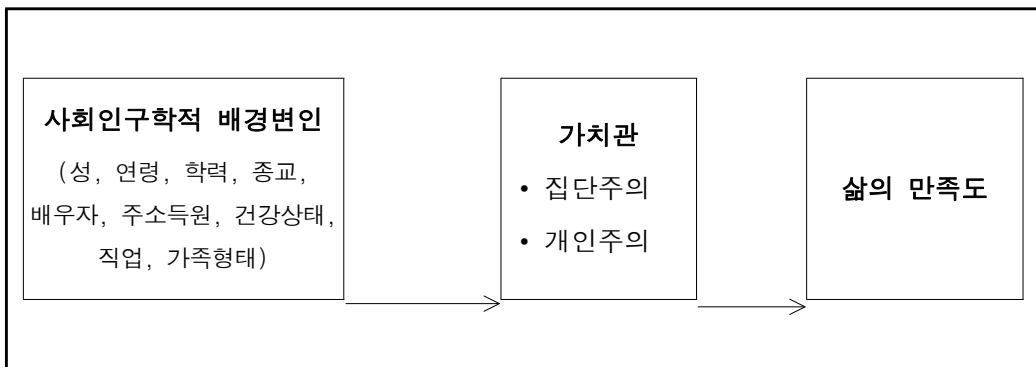 사회인구학적 배경변인
(성, 연령, 학력, 종교,
배우자, 주소득원, 건강상태,
직업, 가족형태)
가치관
• 집단주의
• 개인주의
삶의 만족도